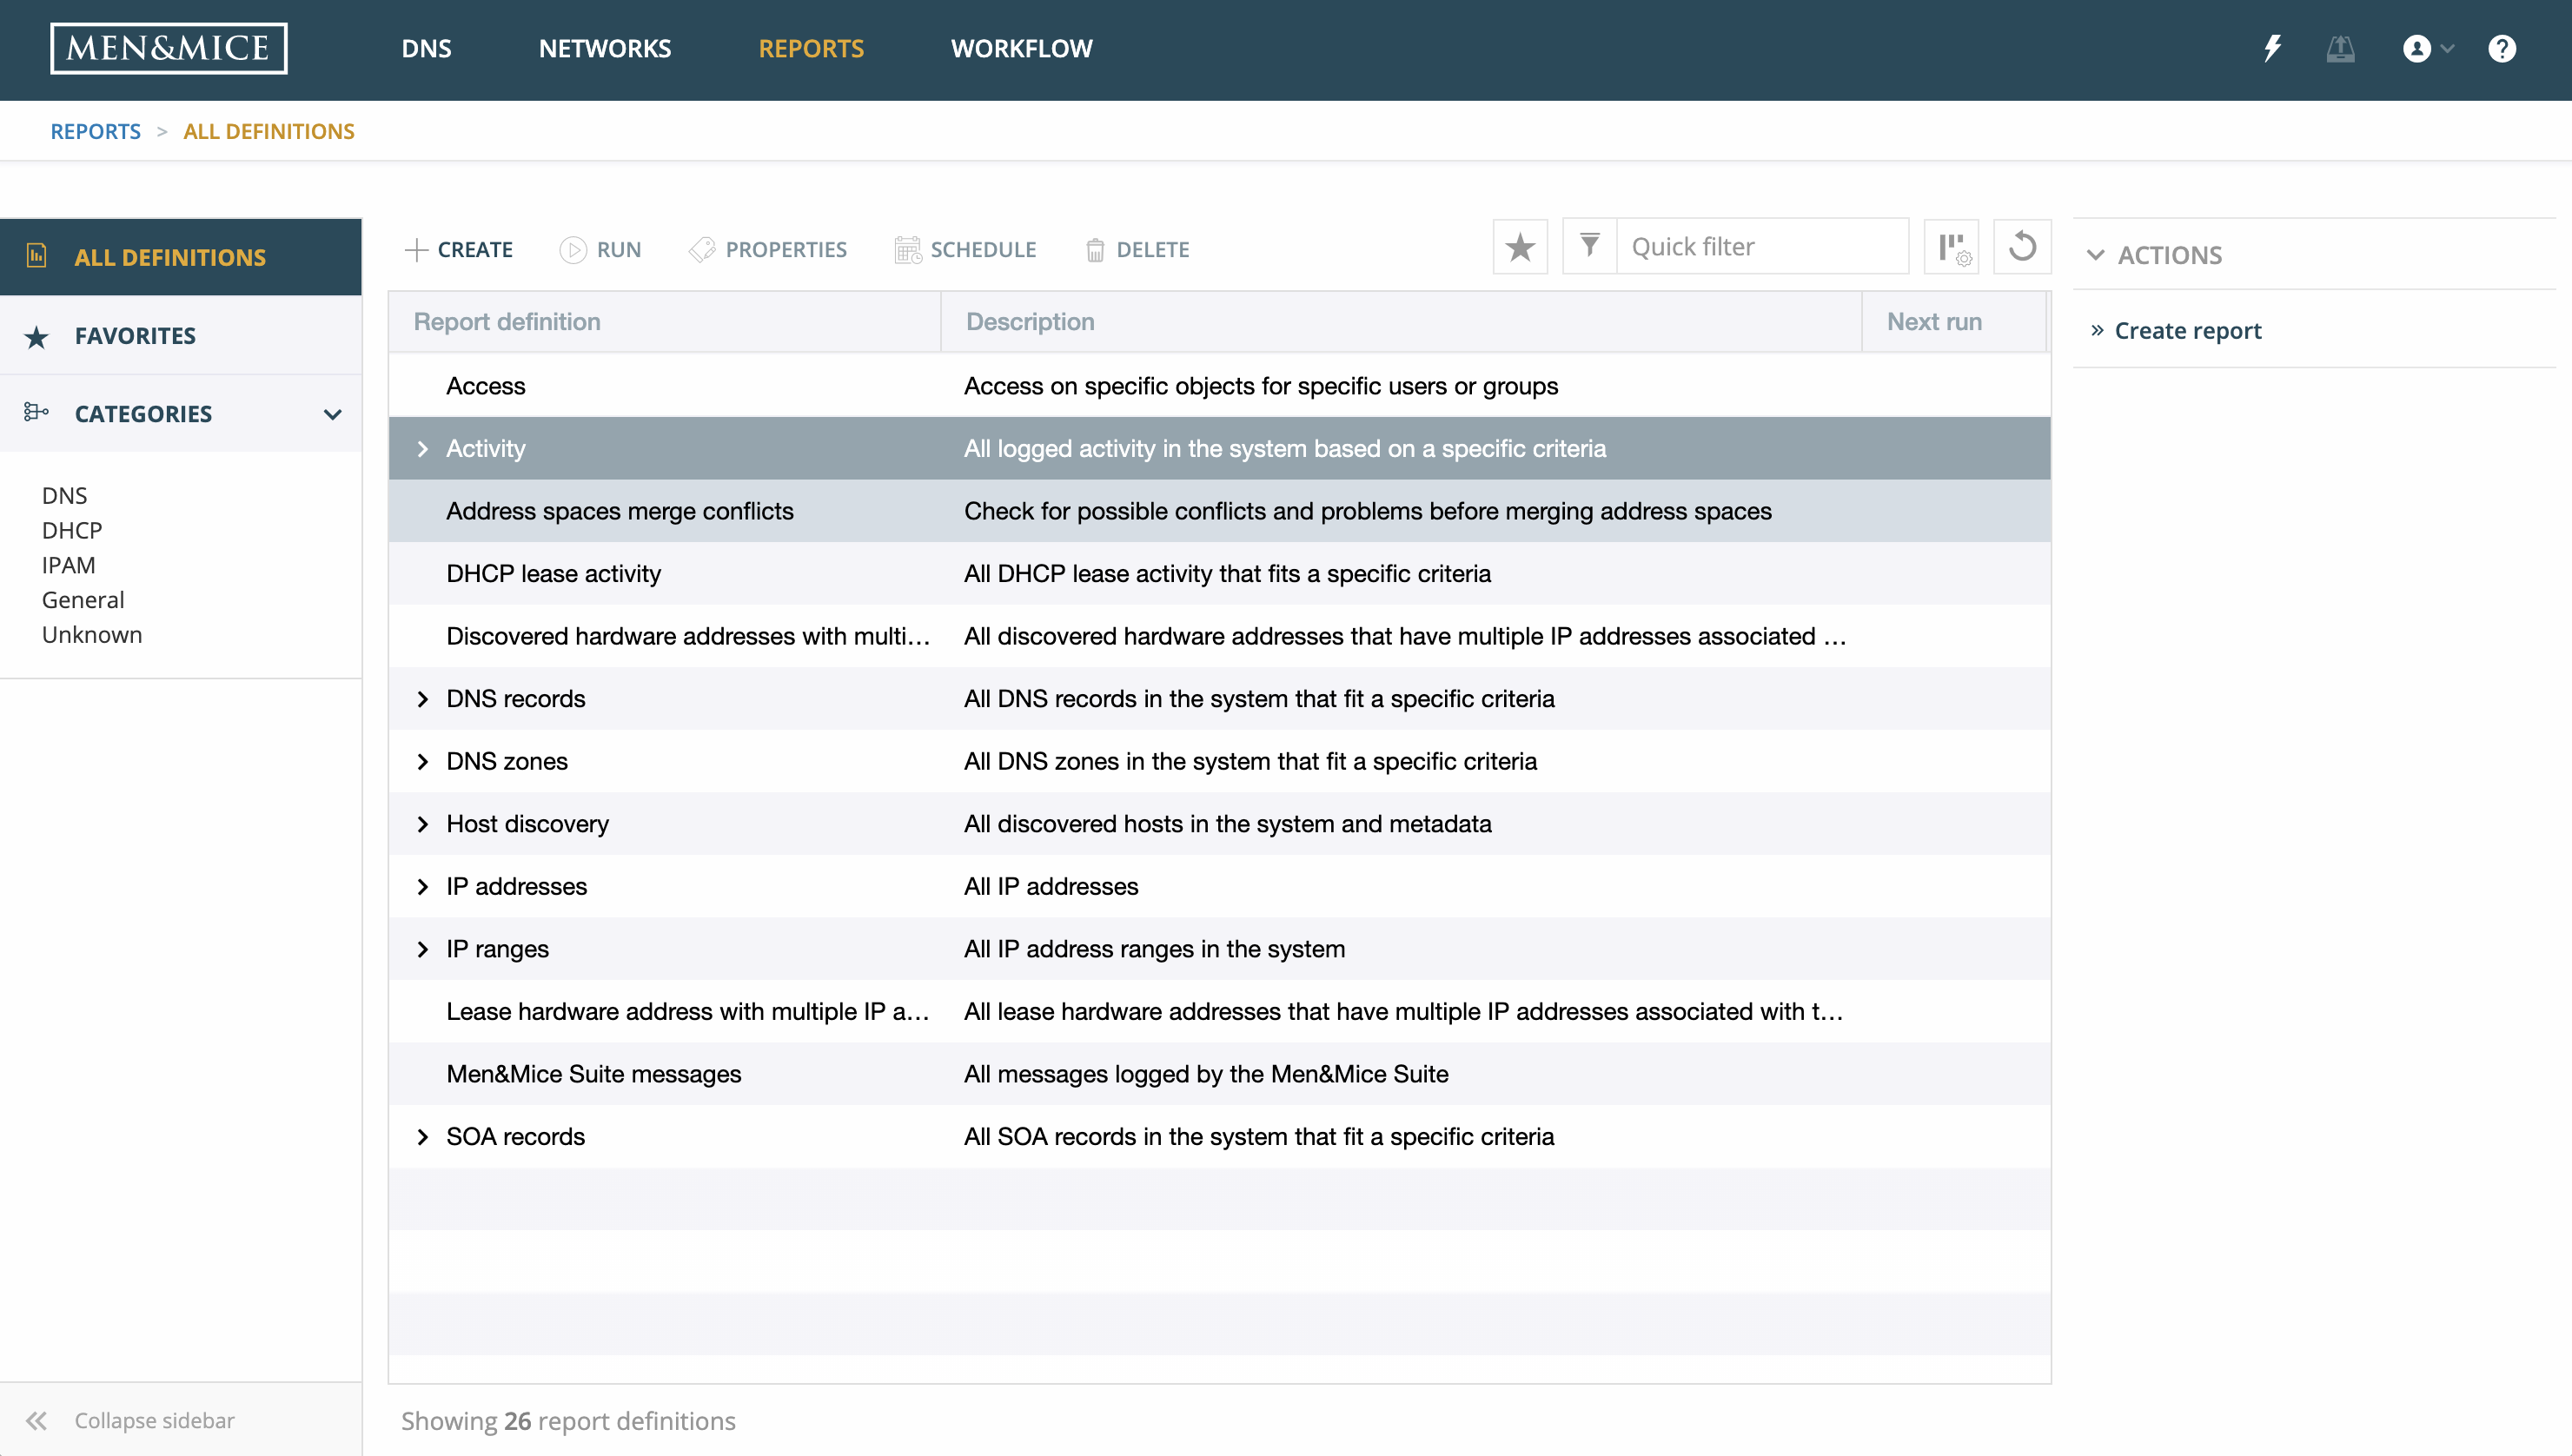 MEN&MICE DNS NETWORKS REPORTS WORKFLOW
REPORTS > ALL DEFINITIONS
ALL DEFINITIONS
FAVORITES
CATEGORIES
DNS
DHCP
IPAM
General
Unknown
Collapse sidebar
CREATE RUN PROPERTIES SCHEDULE DELETE Quick filter
Report definition Description Next run
Access Access on specific objects for specific users or groups
Activity All logged activity in the system based on a specific criteria
Address spaces merge conflicts Check for possible conflicts and problems before merging address spaces
DHCP lease activity All DHCP lease activity that fits a specific criteria
Discovered hardware addresses with multi... All discovered hardware addresses that have multiple IP addresses associated ...
DNS records All DNS records in the system that fit a specific criteria
DNS zones All DNS zones in the system that fit a specific criteria
Host discovery All discovered hosts in the system and metadata
IP addresses All IP addresses
IP ranges All IP address ranges in the system
Lease hardware address with multiple IP a... All lease hardware addresses that have multiple IP addresses associated with t...
Men&Mice Suite messages All messages logged by the Men&Mice Suite
SOA records All SOA records in the system that fit a specific criteria
Showing 26 report definitions
ACTIONS
» Create report